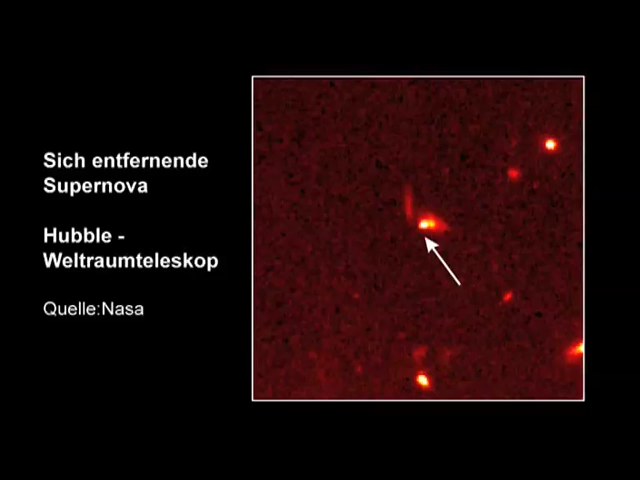 Sich entfernende
Supernova
Hubble -
Weltraumteleskop
Quelle:Nasa